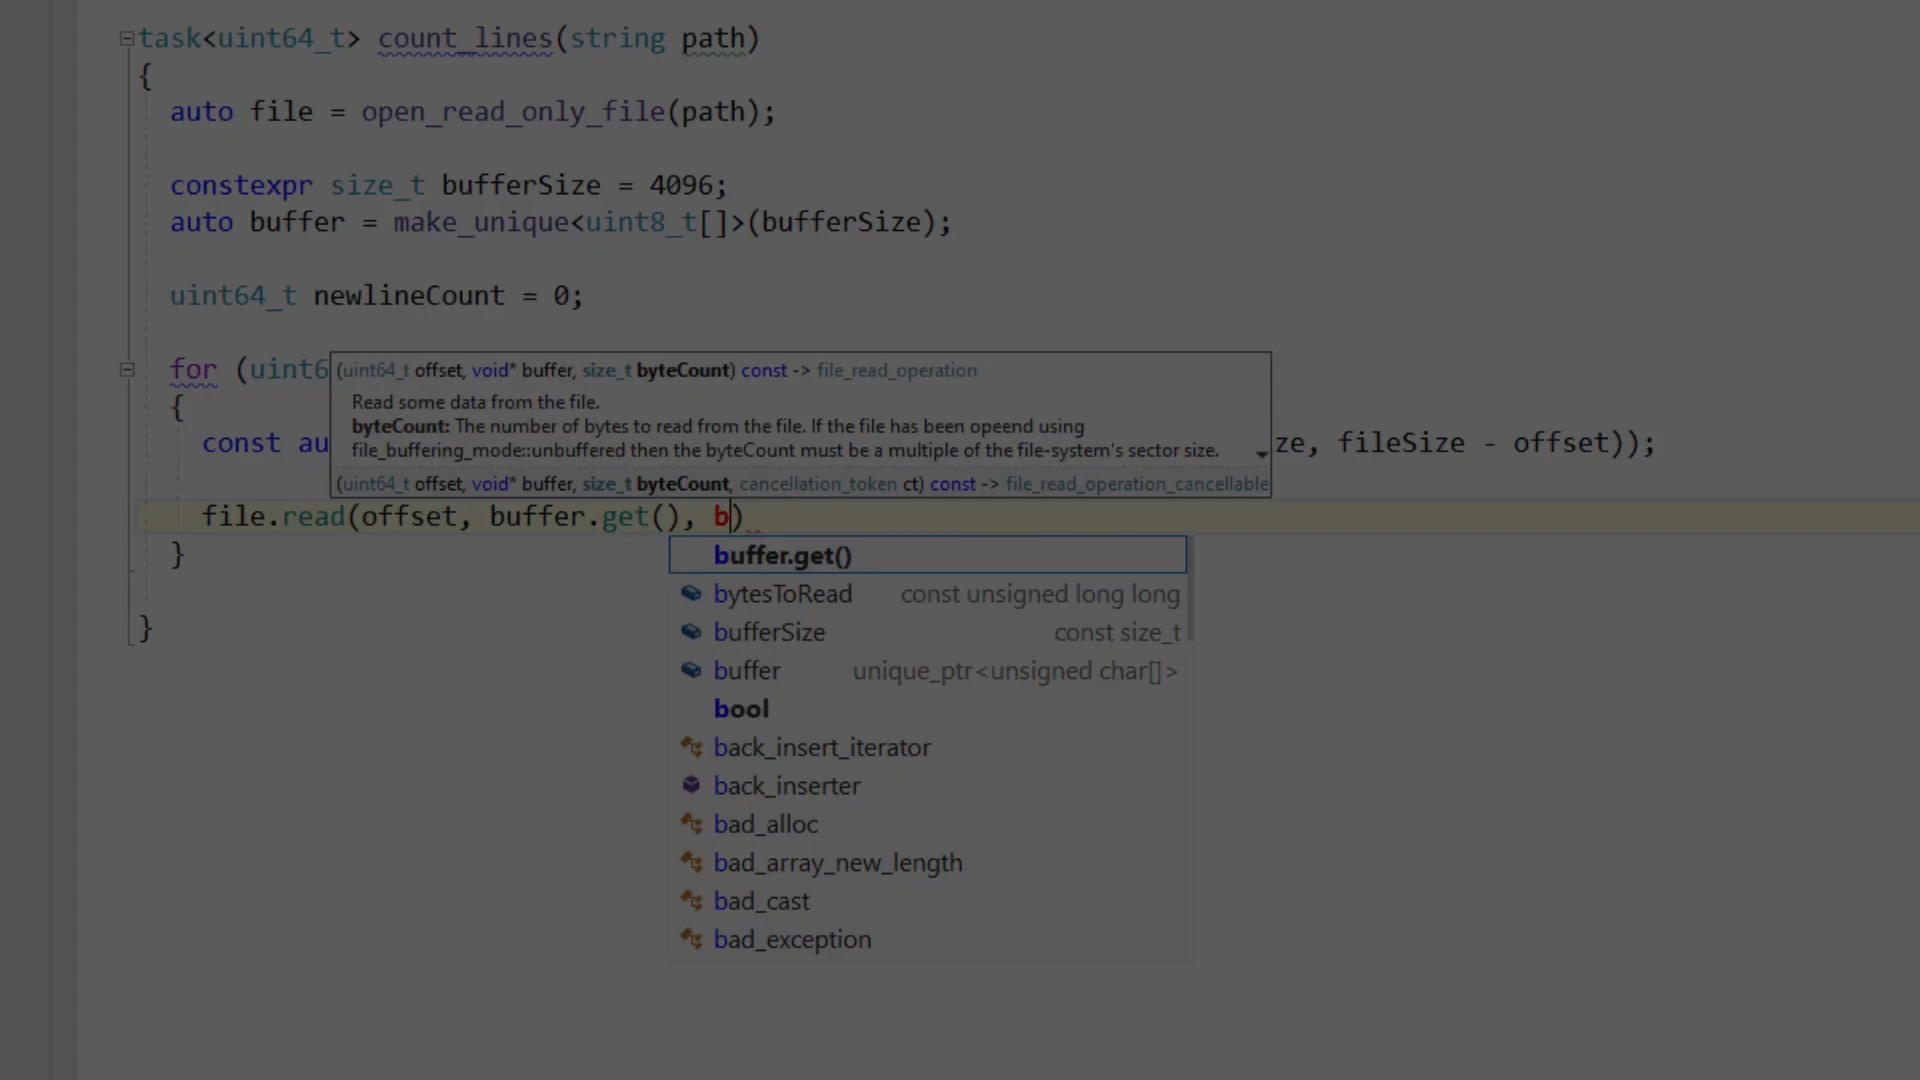 task<uint64_t> count_lines(string path)
{
auto file = open_read_only_file(path);
constexpr size_t bufferSize = 4096;
auto buffer = make_unique<uint8_t[]>(bufferSize);
uint64_t newlineCount = 0;
for (uint6
(uint64_t offset, void* buffer, size_t byteCount) const -> file_read_operation
{
Read some data from the file.
byteCount: The number of bytes to read from the file. If the file has been opeend using
const au
ze, fileSize - offset));
file_buffering_mode::unbuffered then the byteCount must be a multiple of the file-system's sector size.
(uint64_t offset, void* buffer, size_t byteCount, cancellation_token ct) const -> file_read_operation_cancellable
file.read(offset, buffer.get(), b)
}
buffer.get()
bytesToRead const unsigned long long
}
bufferSize const size_t
buffer unique_ptr<unsigned char[]>
bool
back_insert_iterator
back_inserter
bad_alloc
bad_array_new_length
bad_cast
bad_exception